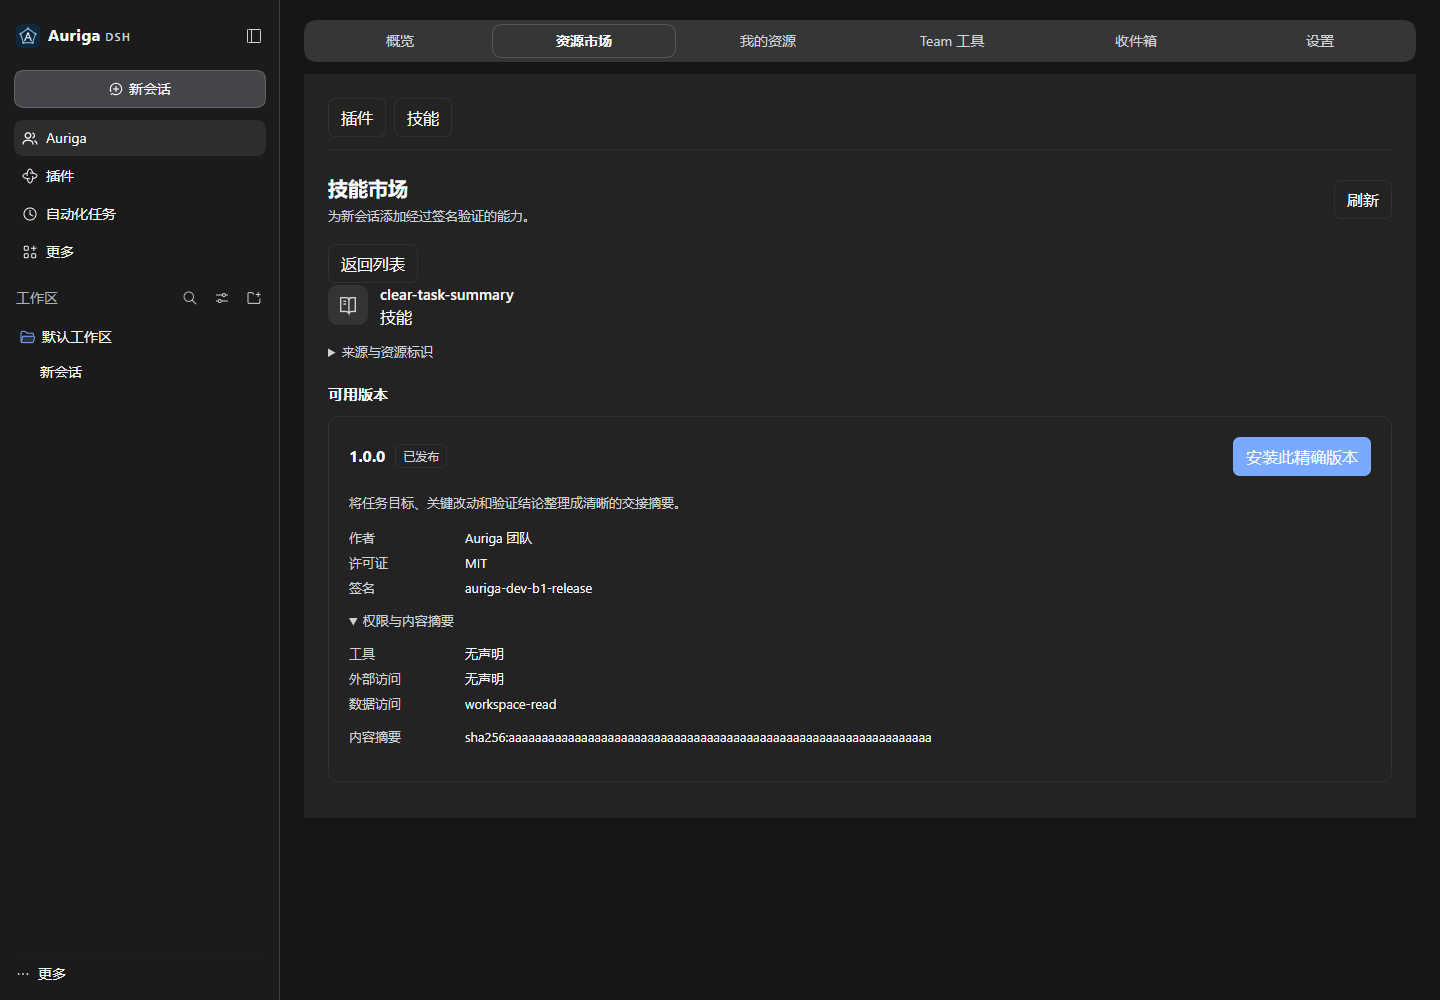 Auriga DSH
新会话
Auriga
插件
自动化任务
更多
工作区
默认工作区
新会话
更多
概览
资源市场
我的资源
Team 工具
收件箱
设置
插件
技能
技能市场
为新会话添加经过签名验证的能力。
刷新
返回列表
clear-task-summary
技能
来源与资源标识
可用版本
1.0.0 已发布
安装此精确版本
将任务目标、关键改动和验证结论整理成清晰的交接摘要。
作者 Auriga 团队
许可证 MIT
签名 auriga-dev-b1-release
权限与内容摘要
工具 无声明
外部访问 无声明
数据访问 workspace-read
内容摘要 sha256:aaaaaaaaaaaaaaaaaaaaaaaaaaaaaaaaaaaaaaaaaaaaaaaaaaaaaaaaaaaaaaaa